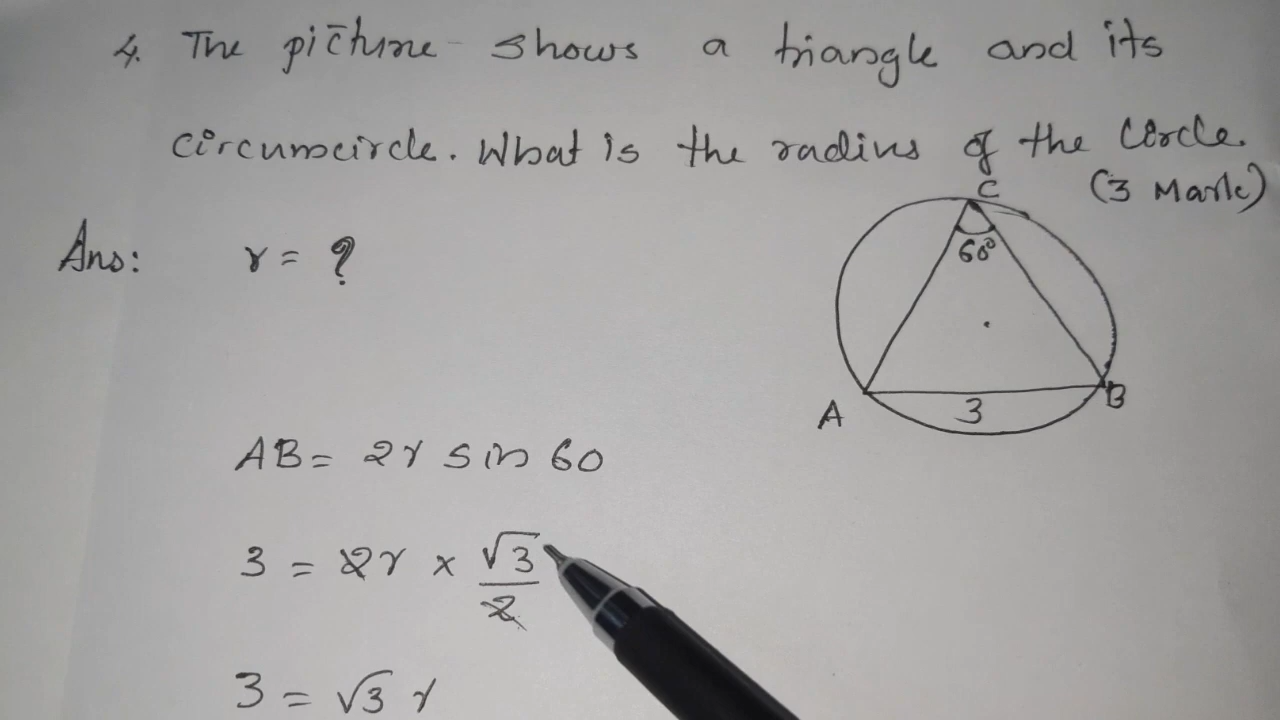 4. The picture shows a triangle and its
circumcircle. What is the radius of the circle.
(3 Mark)
C
60°
A
3
B
Ans: r = ?
AB = 2r sin 60
3 = 2r × √3/2
3 = √3 r